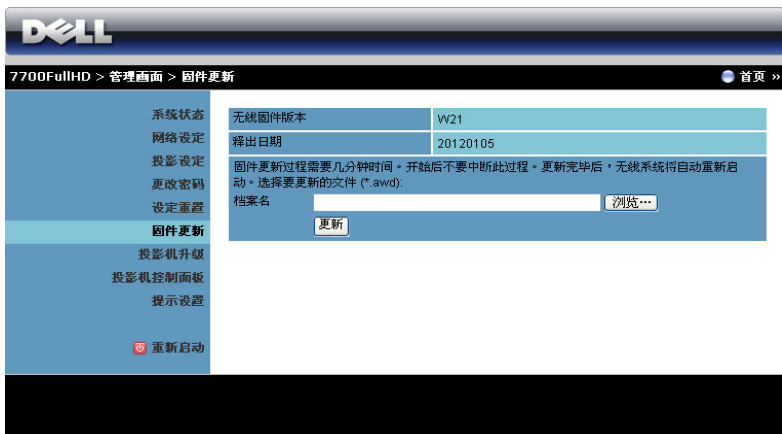 DELL
7700FullHD > 管理画面 > 固件更新
首页 »
系统状态
网络设定
投影设定
更改密码
设定重置
固件更新
投影机升级
投影机控制面板
提示设置
重新启动
无线固件版本 W21
释出日期 20120105
固件更新过程需要几分钟时间。开始后不要中断此过程。更新完毕后，无线系统将自动重新启
动。选择要更新的文件 (*.awd):
档案名 浏览…
更新